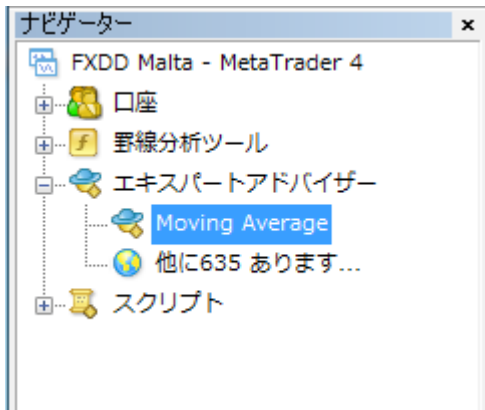 ナビゲーター
FXDD Malta - MetaTrader 4
口座
罫線分析ツール
エキスパートアドバイザー
Moving Average
他に635 あります...
スクリプト